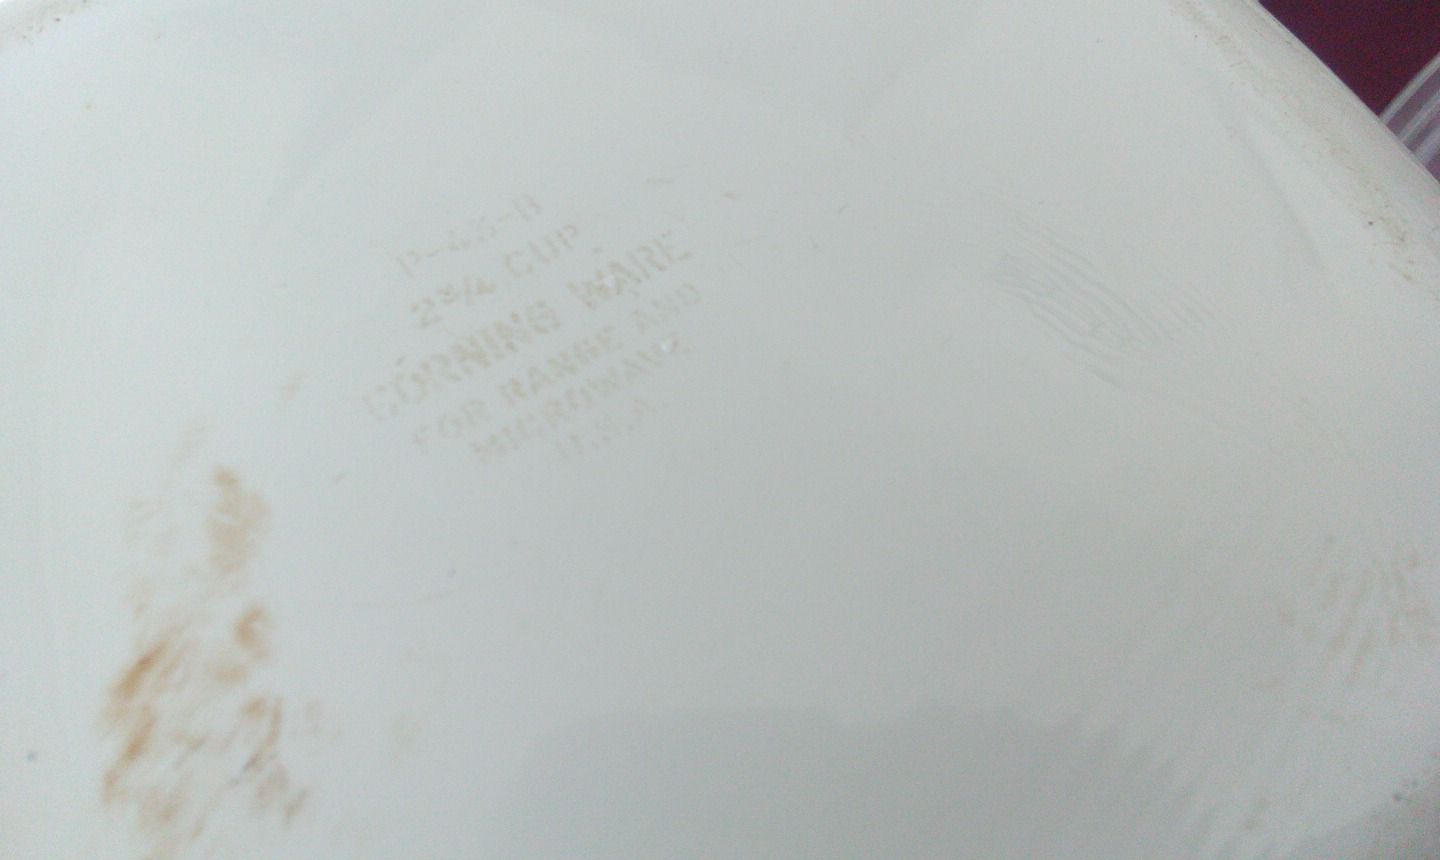 P-43-B
2¾ CUP
CORNING WARE
FOR RANGE AND
MICROWAVE
U.S.A.